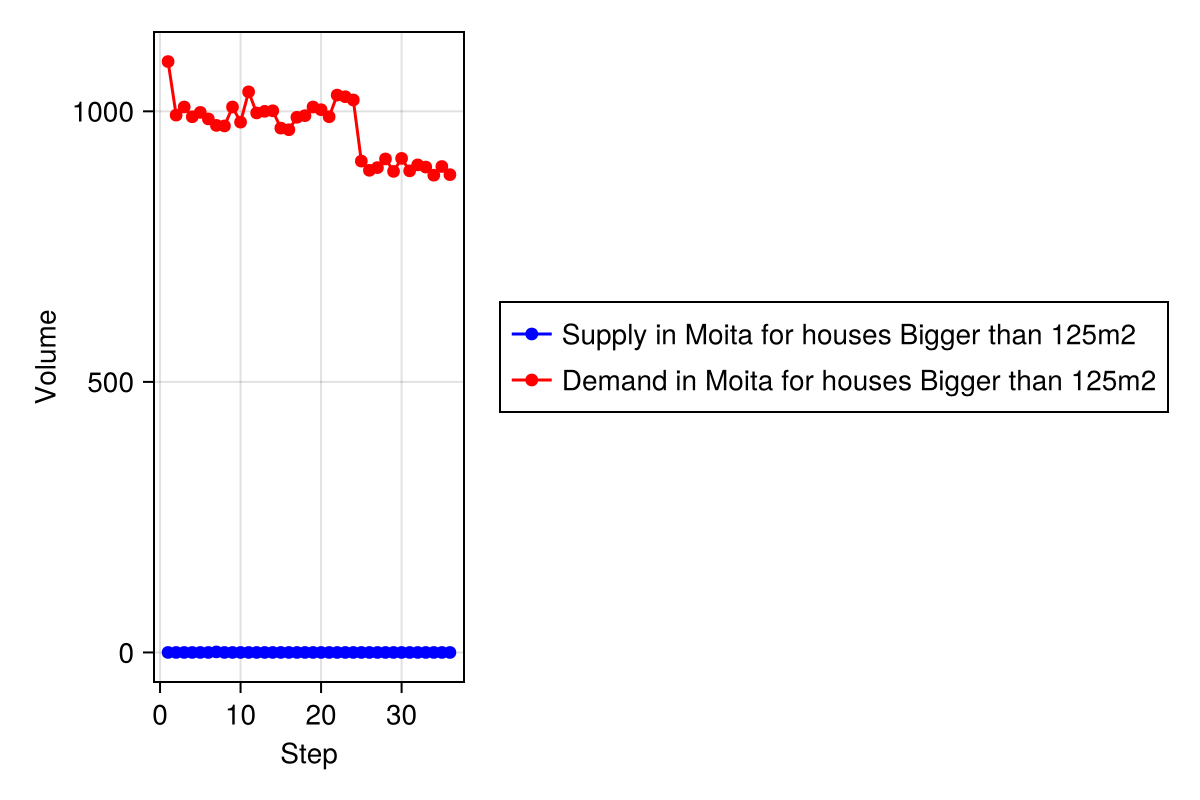 1000
500
0
Volume
0 10 20 30
Step
Supply in Moita for houses Bigger than 125m2
Demand in Moita for houses Bigger than 125m2